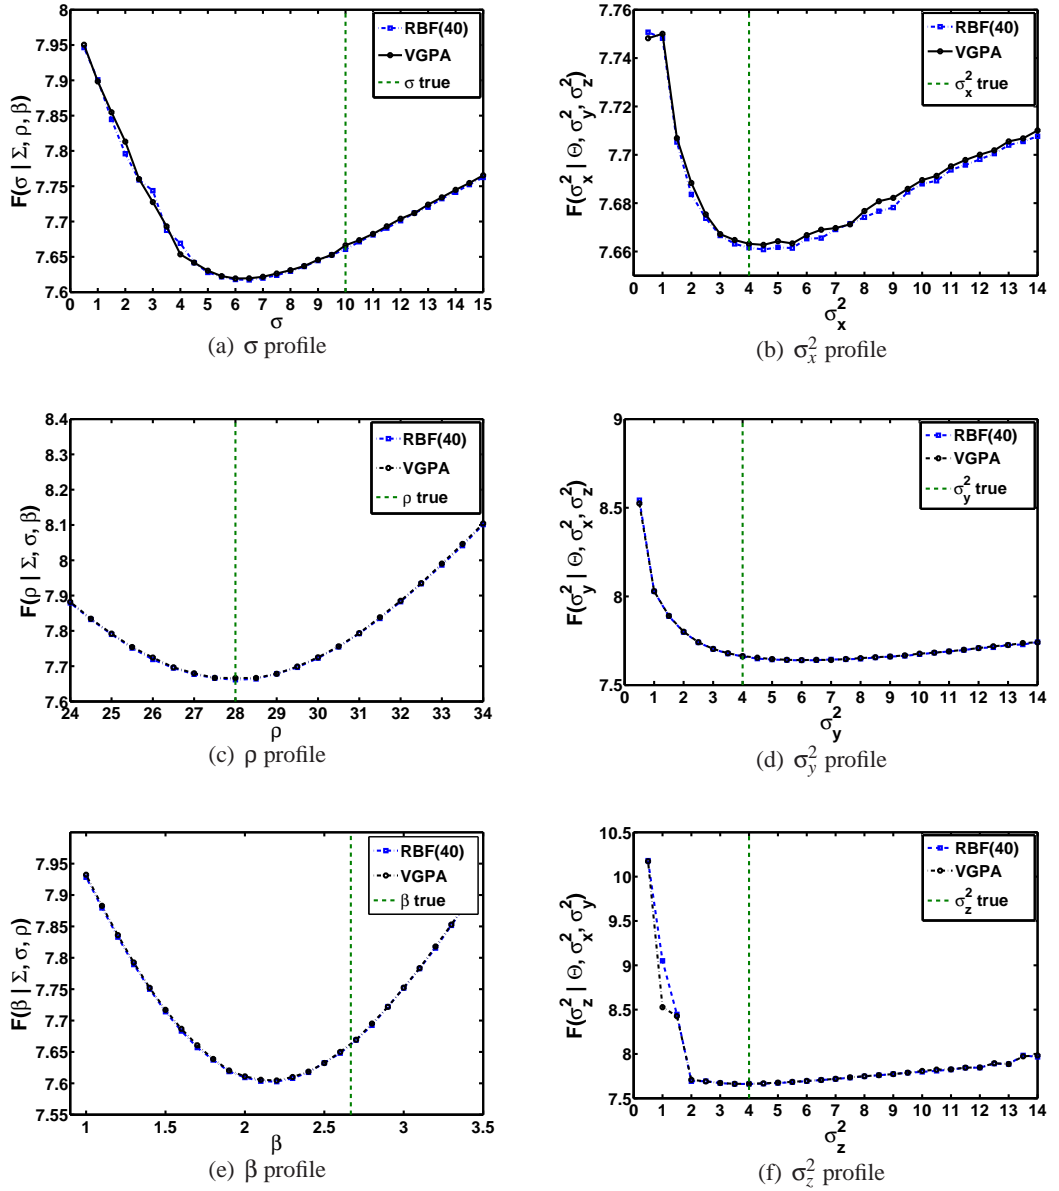 7.95
7.9
7.85
7.8
7.75
7.7
7.65
7.6
F(σ | Σ, ρ, β)
RBF(40)
VGPA
σ true
0 1 2 3 4 5 6 7 8 9 10 11 12 13 14 15
σ
(a) σ profile
7.76
7.74
7.72
7.7
7.68
7.66
F(σ_x^2 | Θ, σ_y^2, σ_z^2)
RBF(40)
VGPA
σ_x^2 true
0 1 2 3 4 5 6 7 8 9 10 11 12 13 14
σ_x^2
(b) σ_x^2 profile
8.4
8.3
8.2
8.1
8
7.9
7.8
7.7
7.6
F(ρ | Σ, σ, β)
RBF(40)
VGPA
ρ true
24 25 26 27 28 29 30 31 32 33 34
ρ
(c) ρ profile
9
8.5
8
7.5
F(σ_y^2 | Θ, σ_x^2, σ_z^2)
RBF(40)
VGPA
σ_y^2 true
0 1 2 3 4 5 6 7 8 9 10 11 12 13 14
σ_y^2
(d) σ_y^2 profile
7.95
7.9
7.85
7.8
7.75
7.7
7.65
7.6
7.55
F(β | Σ, σ, ρ)
RBF(40)
VGPA
β true
1 1.5 2 2.5 3 3.5
β
(e) β profile
10.5
10
9.5
9
8.5
8
7.5
F(σ_z^2 | Θ, σ_x^2, σ_y^2)
RBF(40)
VGPA
σ_z^2 true
0 1 2 3 4 5 6 7 8 9 10 11 12 13 14
σ_z^2
(f) σ_z^2 profile